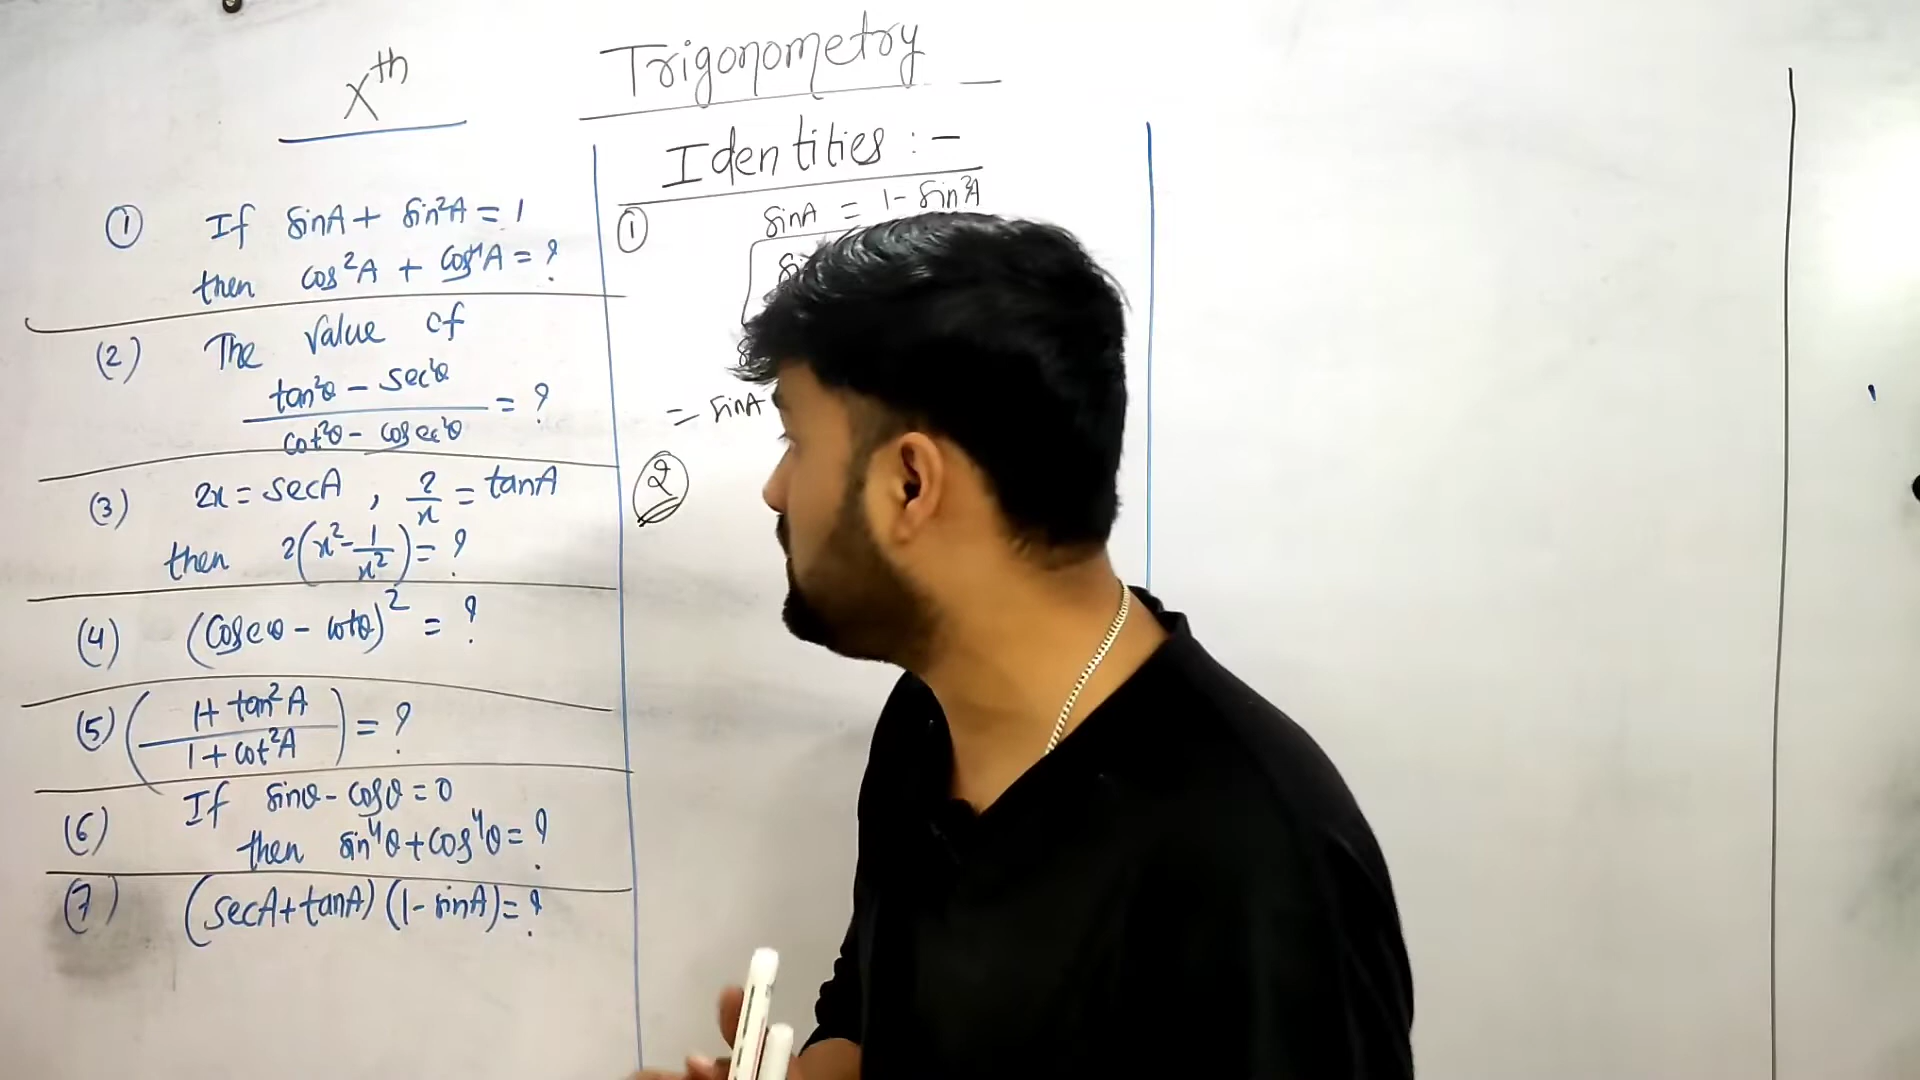 Xth
Trigonometry
Identities :-
① If sinA + sin²A = 1
then cos²A + cos⁴A = ?
(2) The value of
tan²θ - sec²θ
cot²θ - cosec²θ
= ?
(3) 2x = secA , 2/x = tanA
then 2(x² - 1/x²) = ?
(4) (cosecθ - cotθ)² = ?
(5) (1 + tan²A / 1 + cot²A) = ?
(6) If sinθ - cosθ = 0
then sin⁴θ + cos⁴θ = ?
(7) (secA + tanA) (1 - sinA) = ?
① sinA = 1 - sin²A
= sinA
②